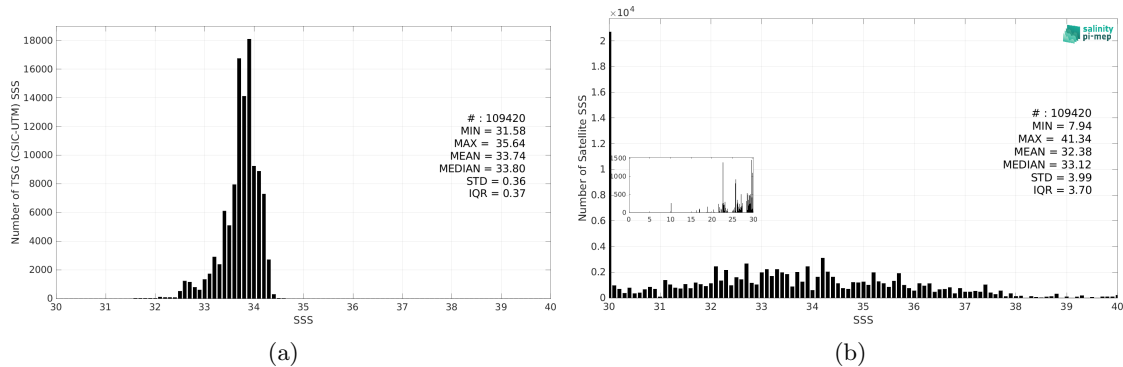 18000
16000
14000
12000
10000
8000
6000
4000
2000
0
30 31 32 33 34 35 36 37 38 39 40
SSS
Number of TSG (CSIC-UTM) SSS
# : 109420
MIN = 31.58
MAX = 35.64
MEAN = 33.74
MEDIAN = 33.80
STD = 0.36
IQR = 0.37
(a)
×10⁴
2
1.8
1.6
1.4
1.2
1
0.8
0.6
0.4
0.2
0
30 31 32 33 34 35 36 37 38 39 40
SSS
Number of Satellite SSS
salinity
pi-mep
# : 109420
MIN = 7.94
MAX = 41.34
MEAN = 32.38
MEDIAN = 33.12
STD = 3.99
IQR = 3.70
1500
1000
500
0
0 5 10 15 20 25 30
(b)